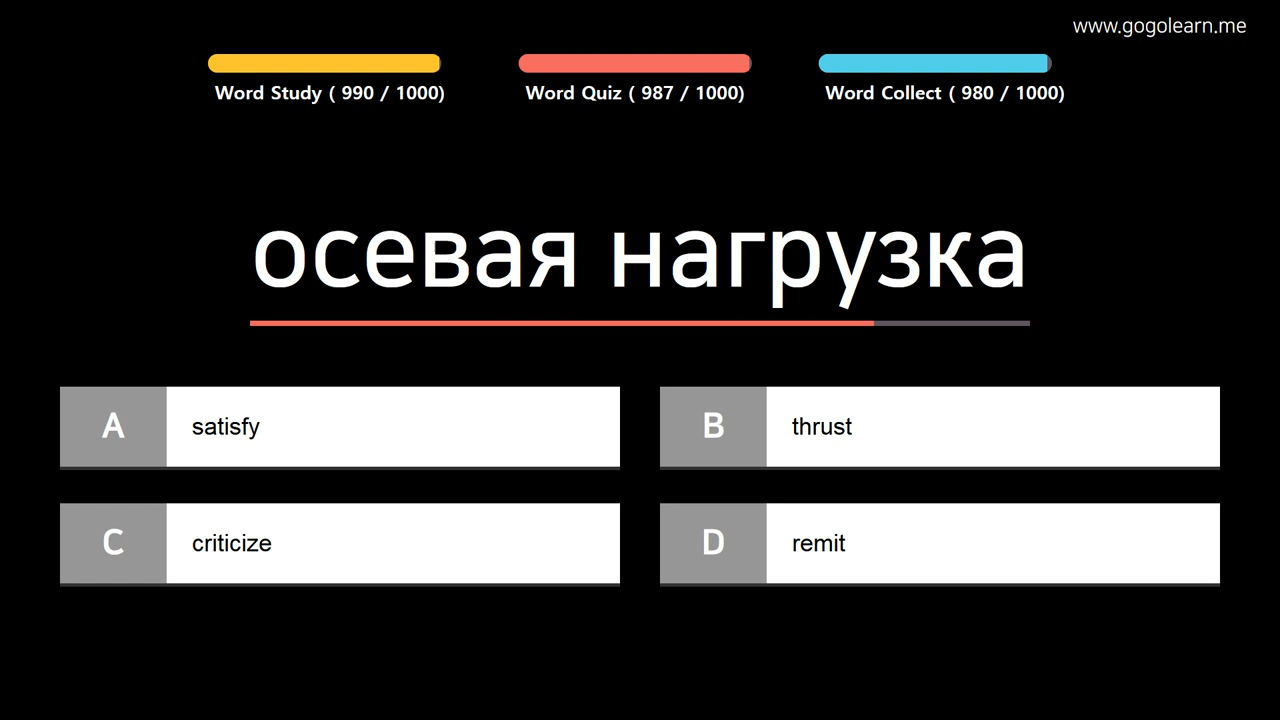 www.gogolearn.me
Word Study ( 990 / 1000)
Word Quiz ( 987 / 1000)
Word Collect ( 980 / 1000)
осевая нагрузка
A satisfy
B thrust
C criticize
D remit